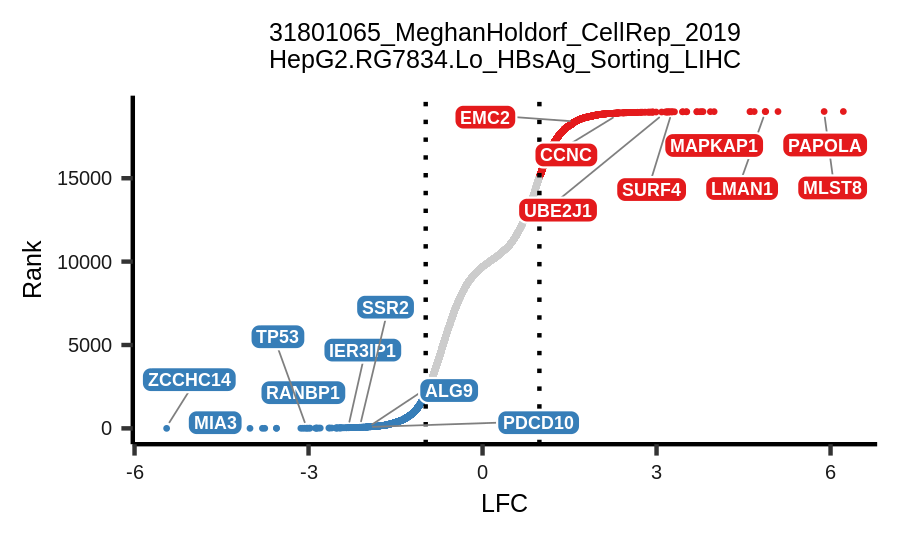 31801065_MeghanHoldorf_CellRep_2019
HepG2.RG7834.Lo_HBsAg_Sorting_LIHC
EMC2
CCNC
MAPKAP1
PAPOLA
15000
SURF4
LMAN1
MLST8
UBE2J1
Rank
10000
SSR2
TP53
5000
IER3IP1
ZCCHC14
RANBP1
ALG9
MIA3
PDCD10
0
-6
-3
0
3
6
LFC